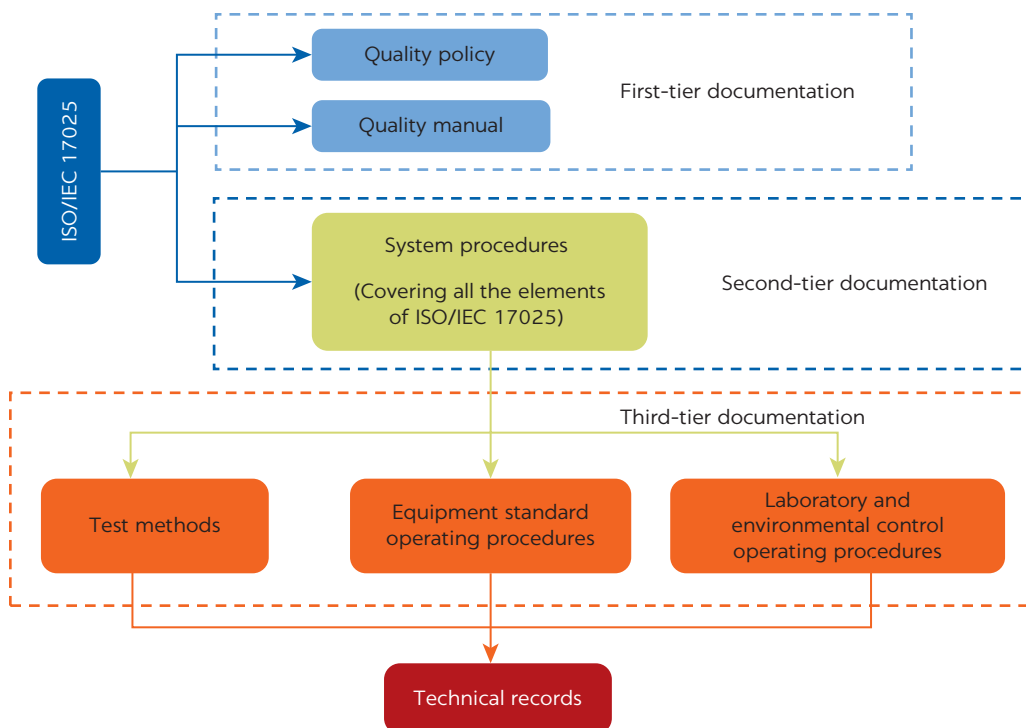 ISO/IEC 17025
Quality policy
Quality manual
First-tier documentation
System procedures
(Covering all the elements
of ISO/IEC 17025)
Second-tier documentation
Third-tier documentation
Test methods
Equipment standard
operating procedures
Laboratory and
environmental control
operating procedures
Technical records